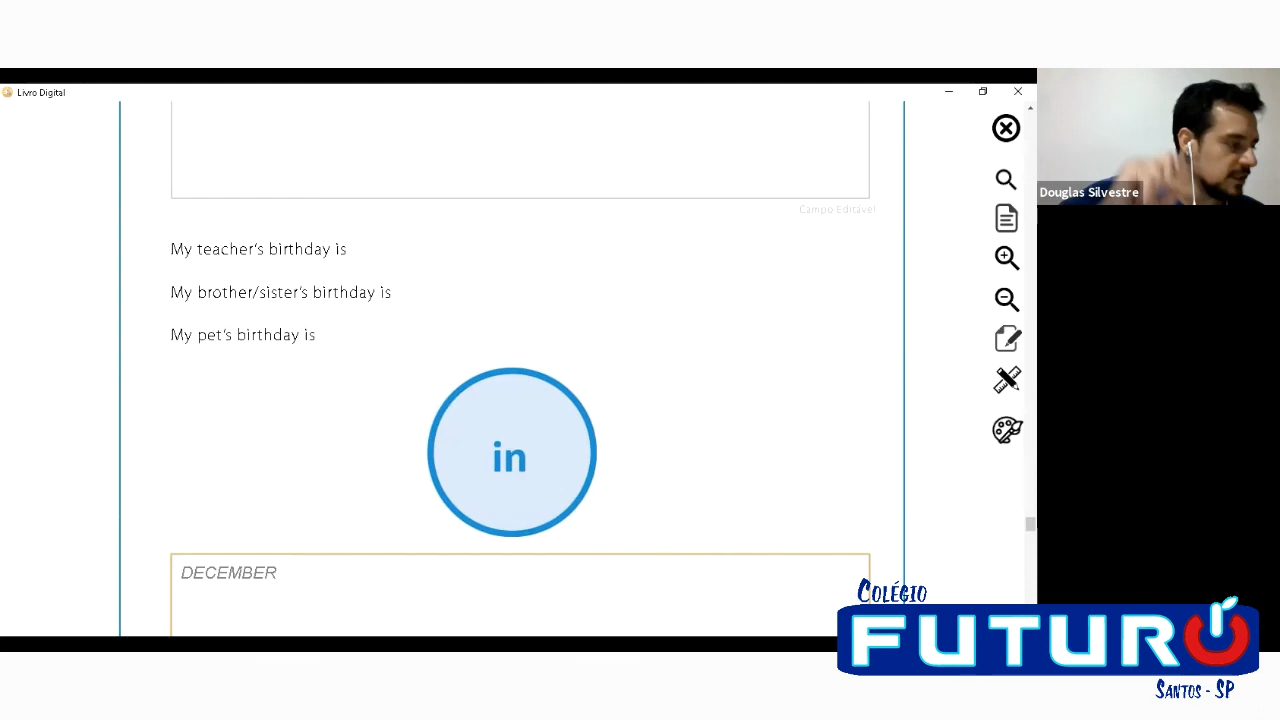 Livro Digital
Douglas Silvestre
Campo Editável
My teacher's birthday is
My brother/sister's birthday is
My pet's birthday is
in
DECEMBER
COLÉGIO
FUTURO
SANTOS - SP